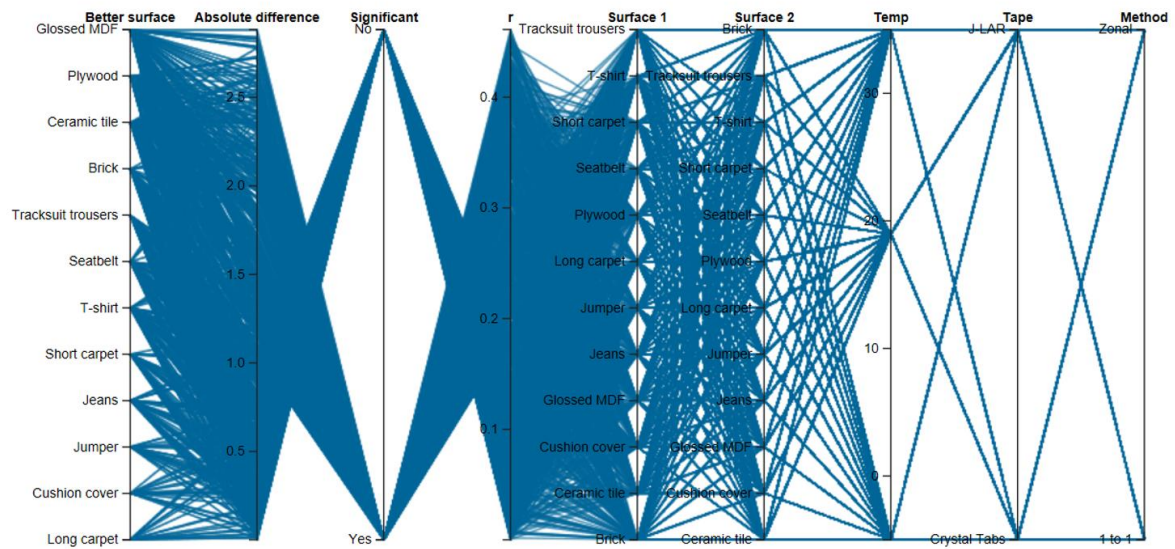 Better surface
Absolute difference
Significant
r
Surface 1
Surface 2
Temp
Tape
Method
Glossed MDF
Plywood
Ceramic tile
Brick
Tracksuit trousers
Seatbelt
T-shirt
Short carpet
Jeans
Jumper
Cushion cover
Long carpet
2.5
2.0
1.5
1.0
0.5
No
Yes
0.4
0.3
0.2
0.1
Tracksuit trousers
T-shirt
Short carpet
Seatbelt
Plywood
Long carpet
Jumper
Jeans
Glossed MDF
Cushion cover
Ceramic tile
Brick
Brick
Tracksuit trousers
T-shirt
Short carpet
Seatbelt
Plywood
Long carpet
Jumper
Jeans
Glossed MDF
Cushion cover
Ceramic tile
30
20
10
0
J-LAR
Crystal Tabs
Zonal
1 to 1